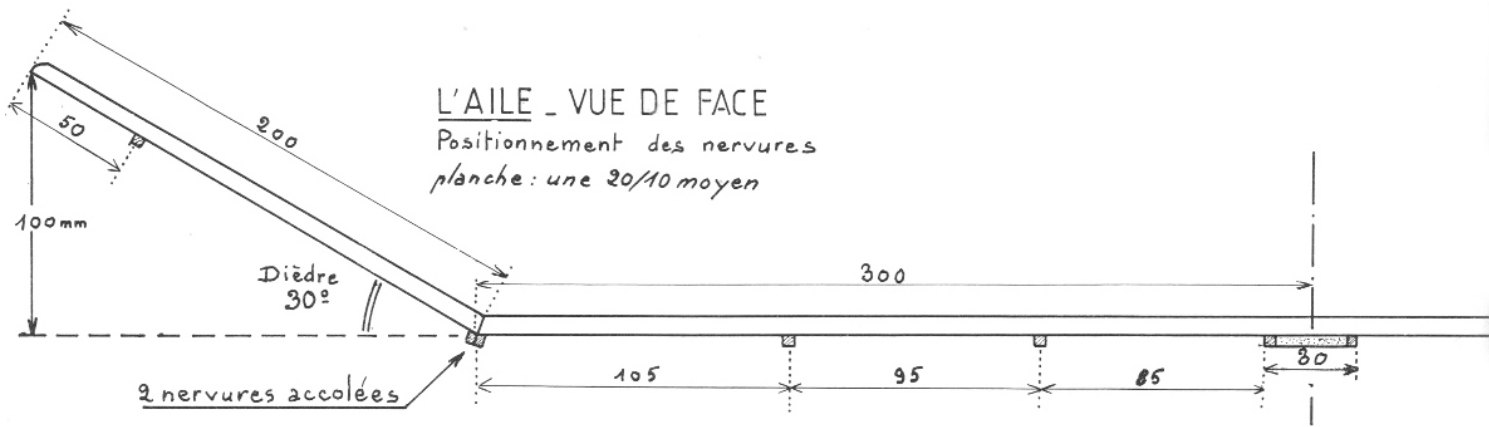 L'AILE _ VUE DE FACE
Positionnement des nervures
planche: une 20/10 moyen
200
50
100mm
Dièdre
30º
300
2 nervures accolées
105
95
85
30